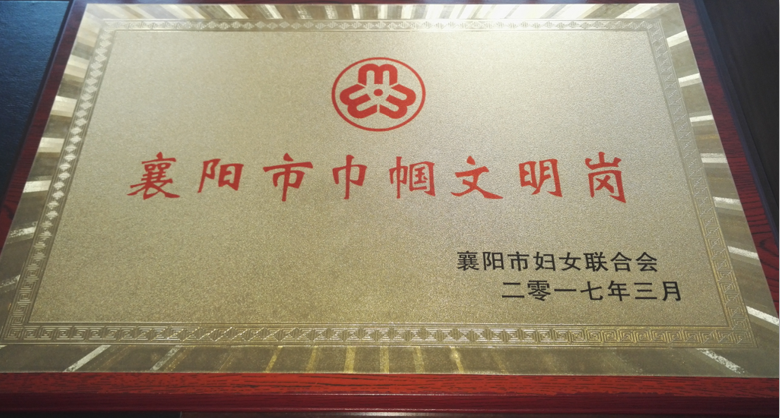 襄阳市巾帼文明岗
襄阳市妇女联合会
二零一七年三月